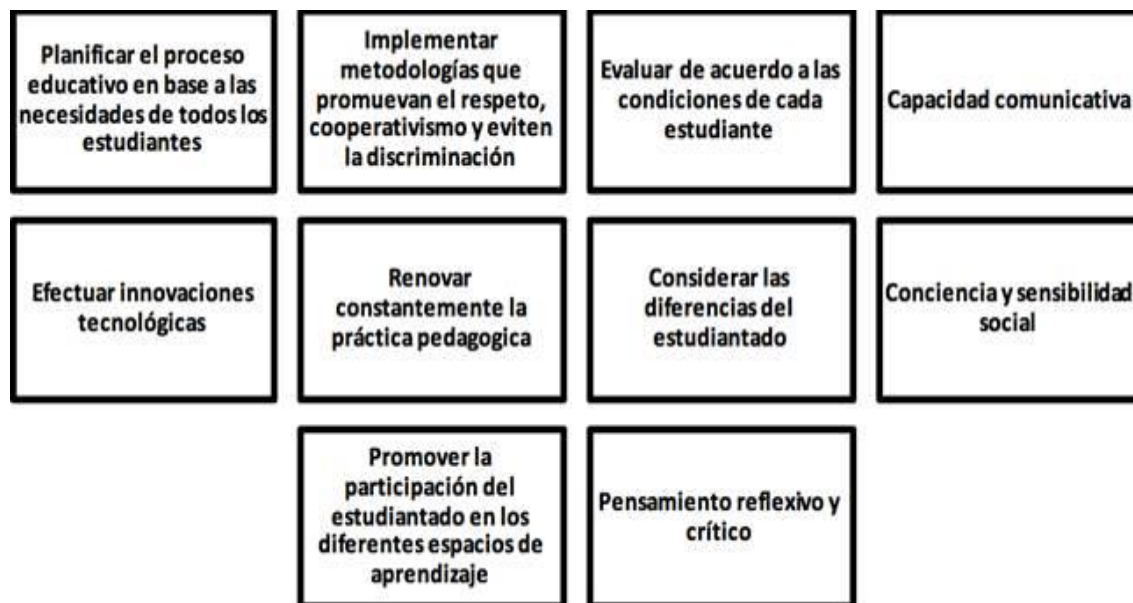 Planificar el proceso
educativo en base a las
necesidades de todos los
estudiantes
Implementar
metodologías que
promuevan el respeto,
cooperativismo y eviten
la discriminación
Evaluar de acuerdo a las
condiciones de cada
estudiante
Capacidad comunicativa
Efectuar innovaciones
tecnológicas
Renovar
constantemente la
práctica pedagogica
Considerar las
diferencias del
estudiantado
Conciencia y sensibilidad
social
Promover la
participación del
estudiantado en los
diferentes espacios de
aprendizaje
Pensamiento reflexivo y
crítico